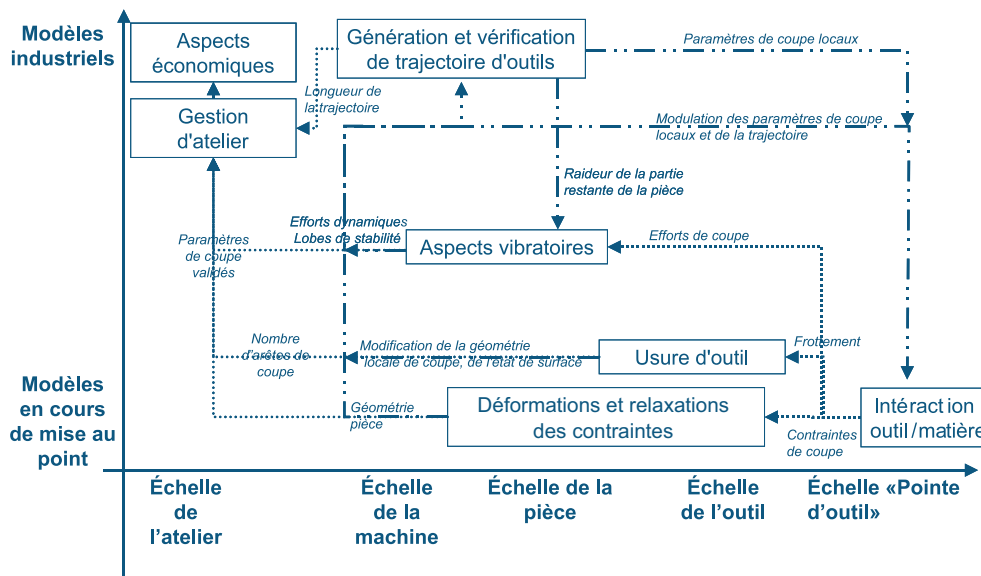 Modèles
industriels
Aspects
économiques
Génération et vérification
de trajectoire d'outils
Paramètres de coupe locaux
Longueur de
la trajectoire
Gestion
d'atelier
Modulation des paramètres de coupe
locaux et de la trajectoire
Raideur de la partie
restante de la pièce
Efforts dynamiques
Lobes de stabilité
Paramètres
de coupe
validés
Aspects vibratoires
Efforts de coupe
Nombre
d'arêtes de
coupe
Modification de la géométrie
locale de coupe, de l'état de surface
Usure d'outil
Frottement
Modèles
en cours
de mise au
point
Géométrie
pièce
Déformations et relaxations
des contraintes
Contraintes
de coupe
Intéraction
outil/matière
Échelle
de
l'atelier
Échelle
de la
machine
Échelle de la
pièce
Échelle
de l'outil
Échelle «Pointe
d'outil»